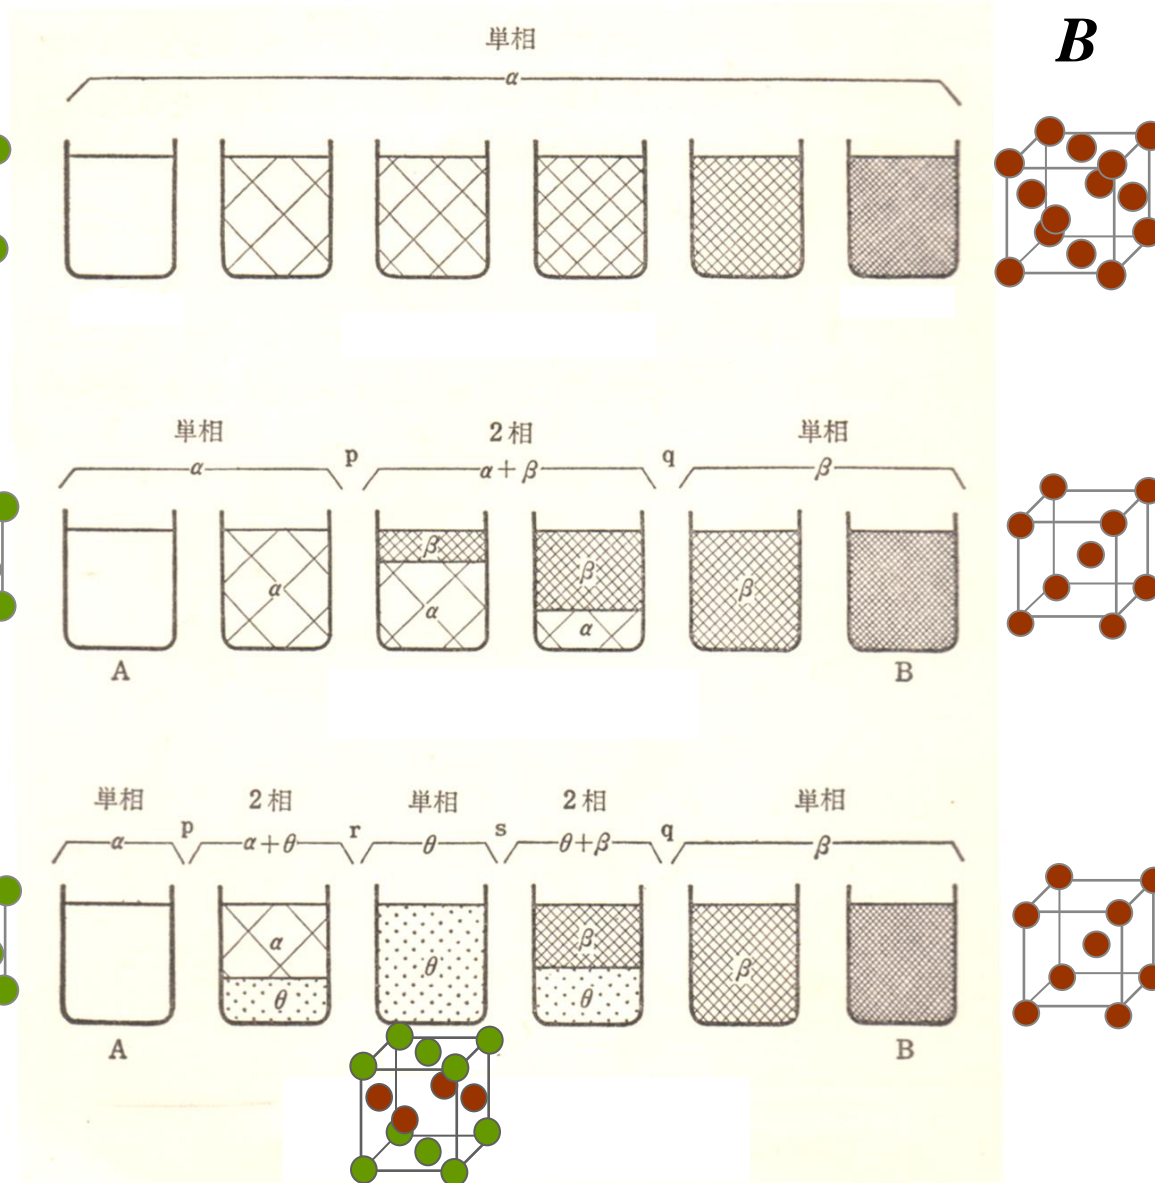 B
単相
α
単相 2相 単相
α p α+β q β
α β α β α β
A B
単相 2相 単相 2相 単相
α p α+θ r θ s θ+β q β
α θ θ β θ β
A B